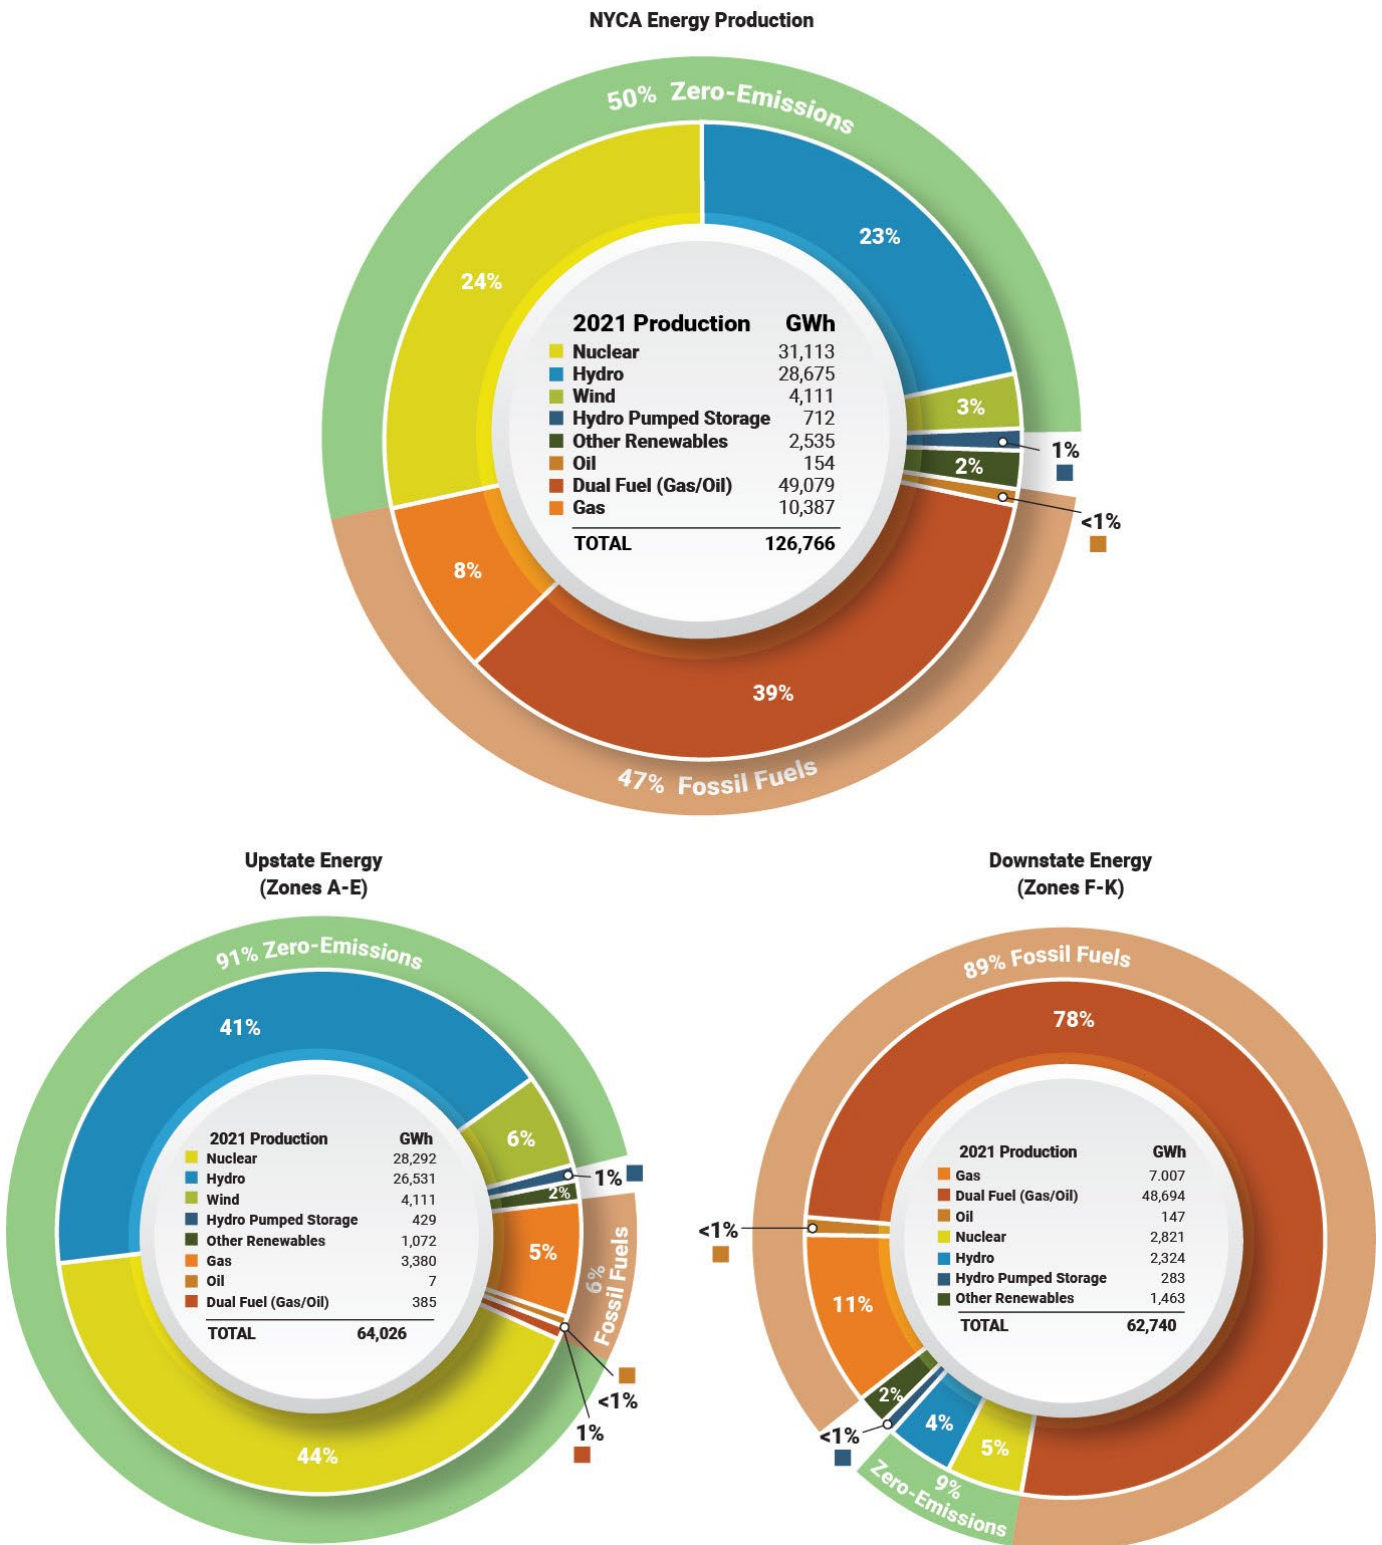 NYCA Energy Production
50% Zero-Emissions
23%
24%
2021 Production GWh
Nuclear 31,113
Hydro 28,675
Wind 4,111
Hydro Pumped Storage 712
Other Renewables 2,535
Oil 154
Dual Fuel (Gas/Oil) 49,079
Gas 10,387
TOTAL 126,766
3%
1%
2%
<1%
8%
39%
47% Fossil Fuels
Upstate Energy
(Zones A-E)
91% Zero-Emissions
41%
6%
1%
2%
2021 Production GWh
Nuclear 28,292
Hydro 26,531
Wind 4,111
Hydro Pumped Storage 429
Other Renewables 1,072
Gas 3,380
Oil 7
Dual Fuel (Gas/Oil) 385
TOTAL 64,026
5%
6%
Fossil Fuels
<1%
1%
44%
Downstate Energy
(Zones F-K)
89% Fossil Fuels
78%
2021 Production GWh
Gas 7.007
Dual Fuel (Gas/Oil) 48,694
Oil 147
Nuclear 2,821
Hydro 2,324
Hydro Pumped Storage 283
Other Renewables 1,463
TOTAL 62,740
<1%
11%
2%
<1%
4%
5%
9%
Zero-Emissions